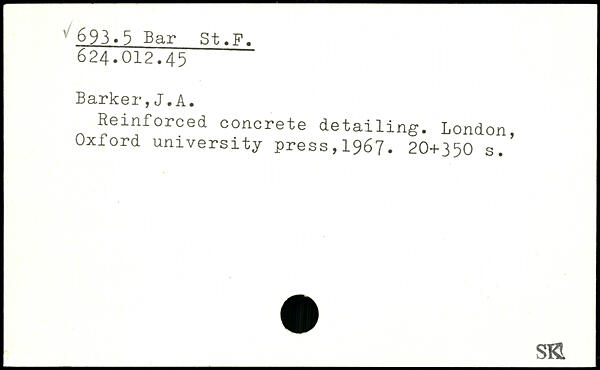 √ 693.5 Bar St.F.
624.012.45
Barker,J.A.
Reinforced concrete detailing. London,
Oxford university press,1967. 20+350 s.
SK